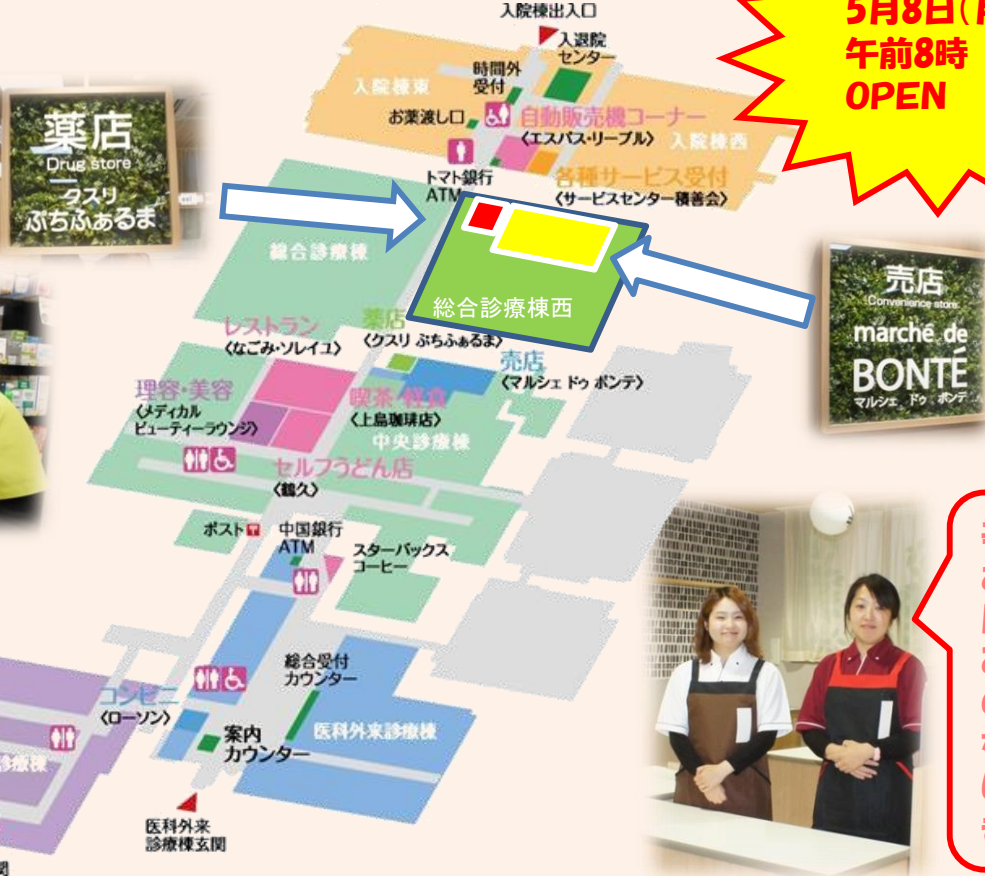 入院棟出入口
入退院
センター
時間外
受付
入院棟東
お薬渡し口
自動販売機コーナー
〈エスパス・リーブル〉
入院棟西
トマト銀行
ATM
各種サービス受付
〈サービスセンター積善会〉
5月8日
午前8時
OPEN
薬店
Drug store
クスリ
ぷちふぁるま
総合診療棟
総合診療棟西
売店
Convenience store
marché de
BONTÉ
マルシェ ドゥ ボンテ
レストラン
〈なごみ・ソレイユ〉
薬店
〈クスリ ぷちふぁるま〉
売店
〈マルシェ ドゥ ボンテ〉
理容・美容
〈メディカル
ビューティーラウンジ〉
喫茶・軽食
〈上島珈琲店〉
中央診療棟
セルフうどん店
〈鶴久〉
ポスト
中国銀行
ATM
スターバックス
コーヒー
総合受付
カウンター
コンビニ
〈ローソン〉
案内
カウンター
医科外来診療棟
診療棟
医科外来
診療棟玄関